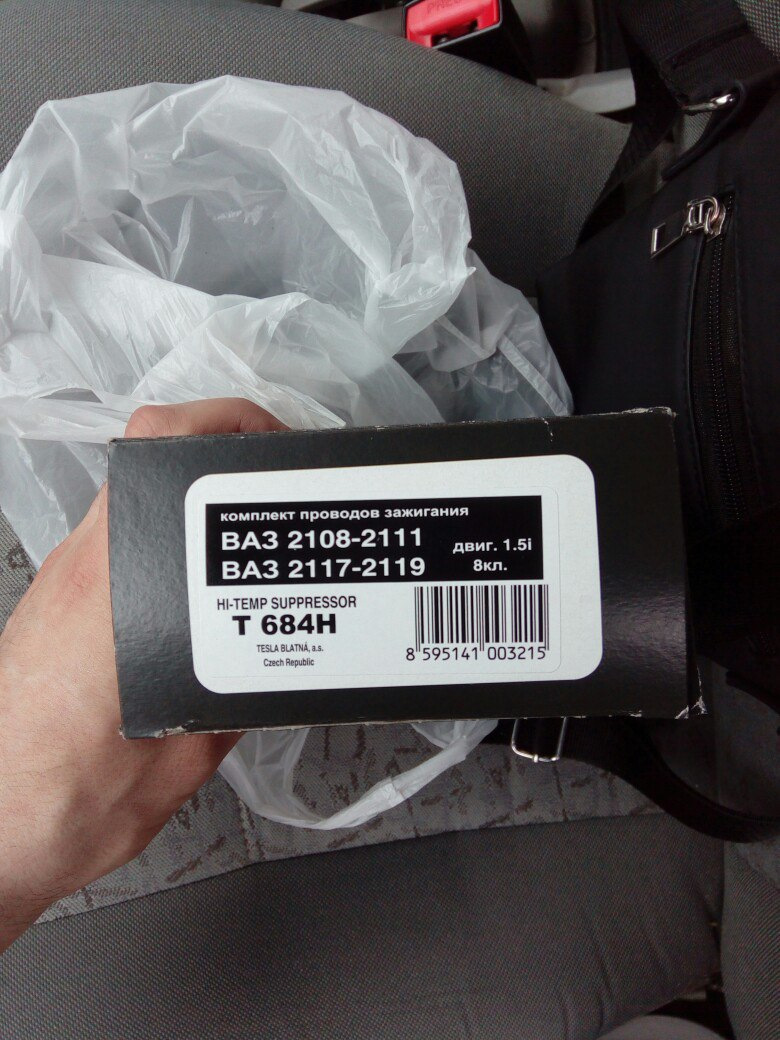 PRESS
комплект проводов зажигания
ВАЗ 2108-2111
ВАЗ 2117-2119
двиг. 1.5i
8кл.
HI-TEMP SUPPRESSOR
T 684H
TESLA BLATNÁ, a.s.
Czech Republic
8 595141 003215